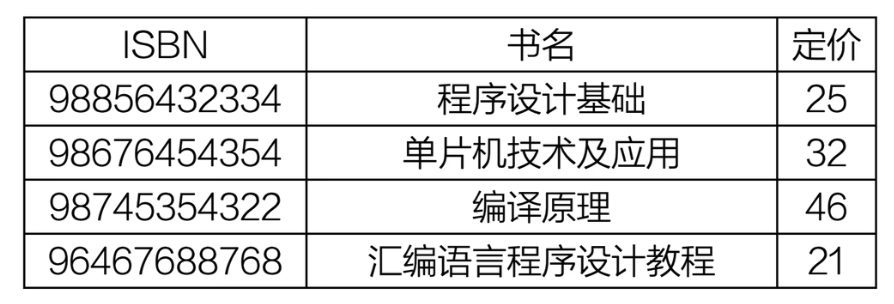 ISBN 书名 定价
98856432334 程序设计基础 25
98676454354 单片机技术及应用 32
98745354322 编译原理 46
96467688768 汇编语言程序设计教程 21